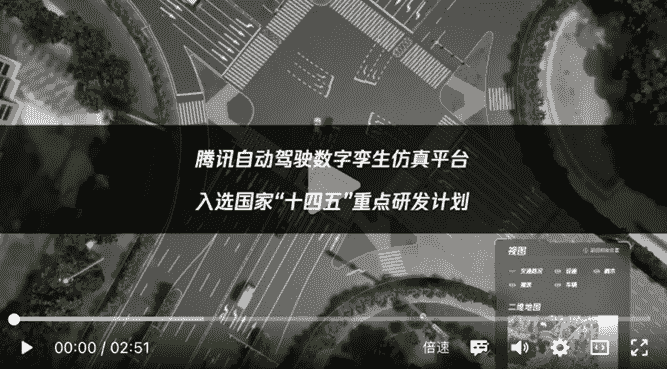 腾讯自动驾驶数字孪生仿真平台
入选国家“十四五”重点研发计划
视图
二维地图
00:00 / 02:51
倍速